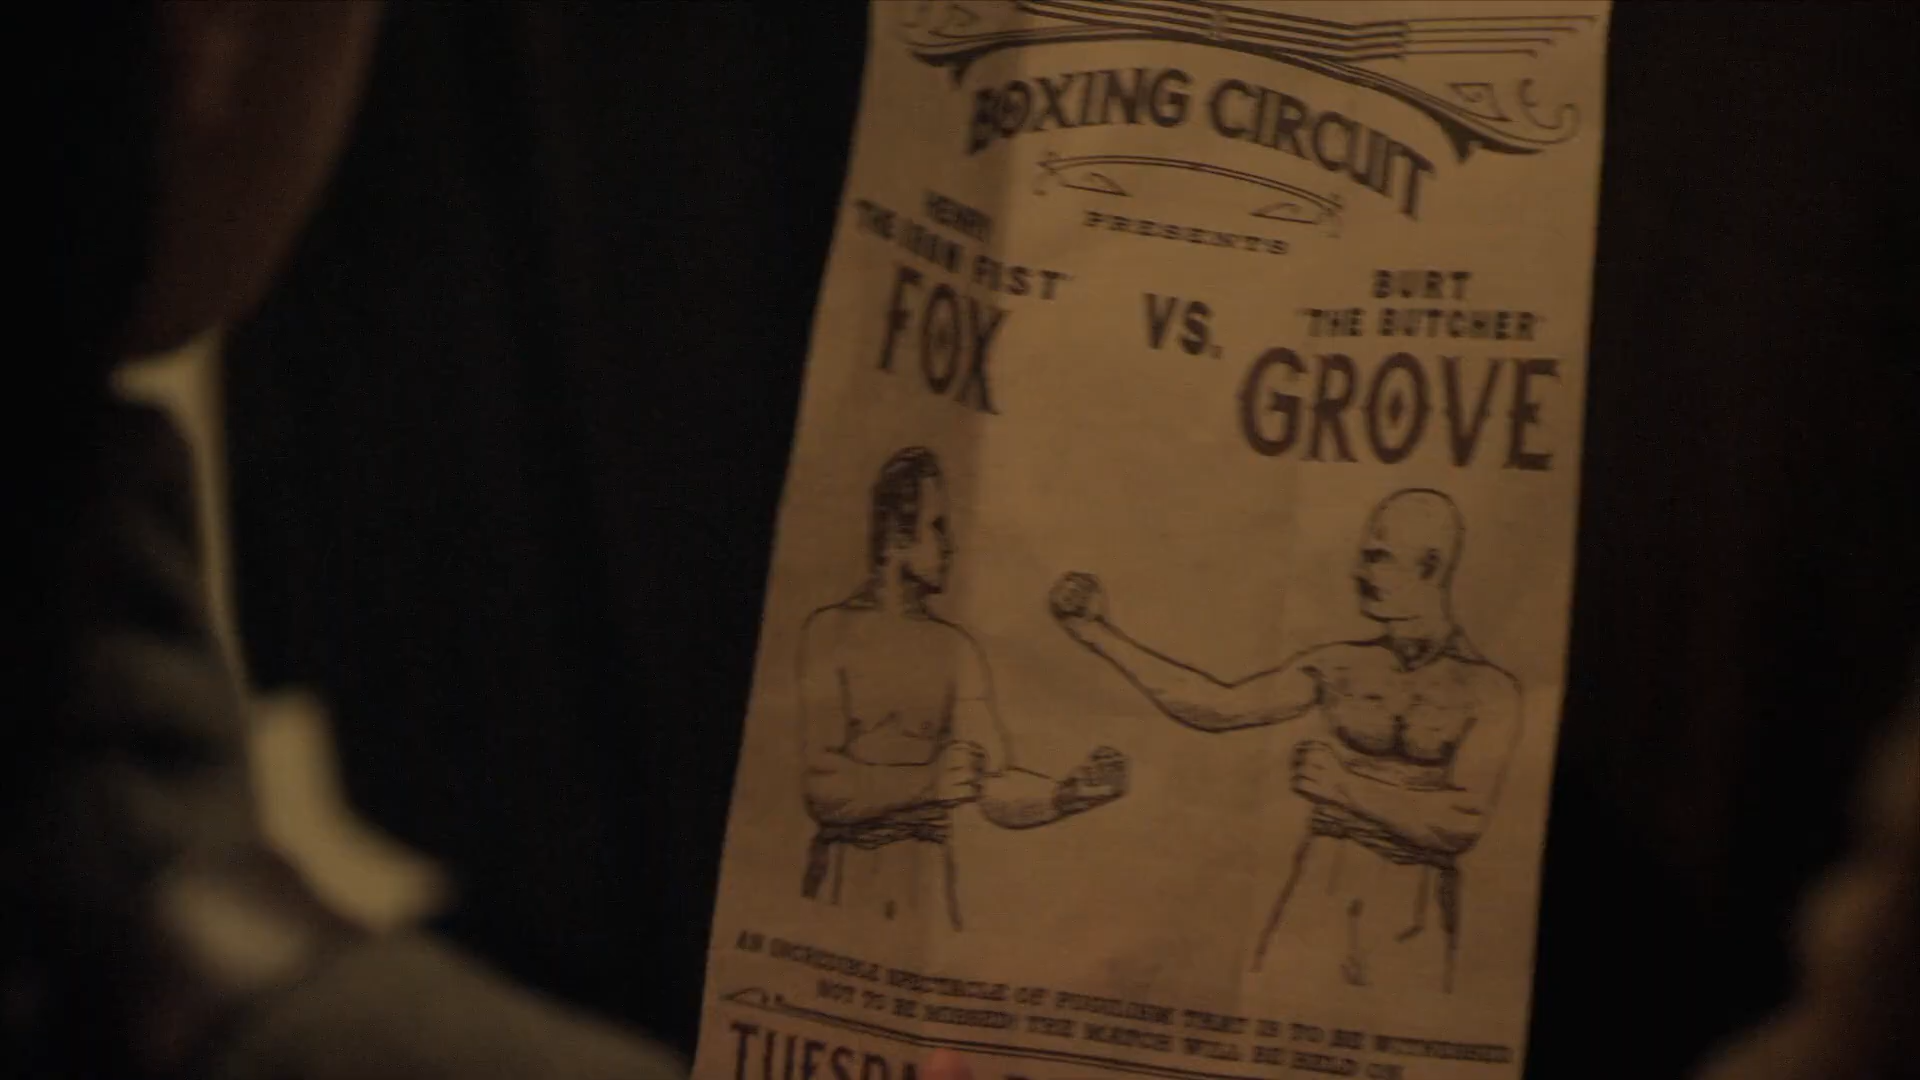 BOXING CIRCUIT
PRESENTS
HENRY
"THE IRON FIST"
FOX
VS.
BURT
"THE BUTCHER"
GROVE
AN INCREDIBLE SPECTACLE OF PUGILISM THAT IS TO BE WITNESSED
NOT TO BE MISSED! THE MATCH WILL BE HELD ON